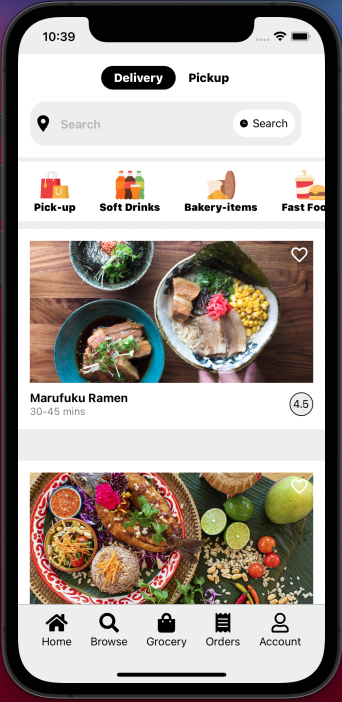 10:39
Delivery Pickup
Search Search
Pick-up Soft Drinks Bakery-items Fast Foo
Marufuku Ramen
30-45 mins
4.5
Home Browse Grocery Orders Account